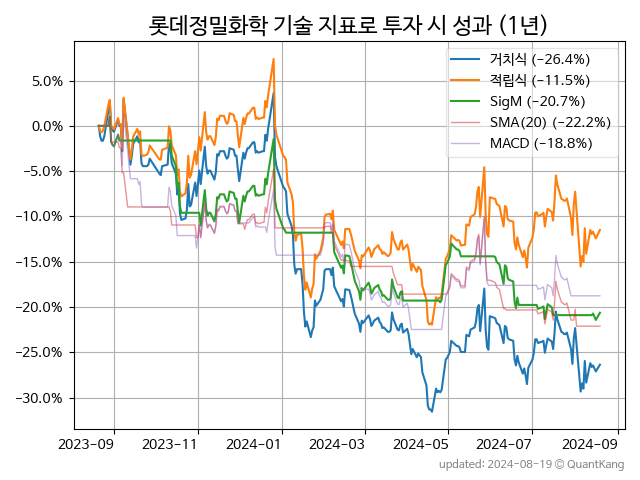 롯데정밀화학 기술 지표로 투자 시 성과 (1년)
거치식 (−26.4%)
적립식 (−11.5%)
SigM (−20.7%)
SMA(20) (−22.2%)
MACD (−18.8%)
5.0%
0.0%
−5.0%
−10.0%
−15.0%
−20.0%
−25.0%
−30.0%
2023-09 2023-11 2024-01 2024-03 2024-05 2024-07 2024-09
updated: 2024-08-19 © QuantKang